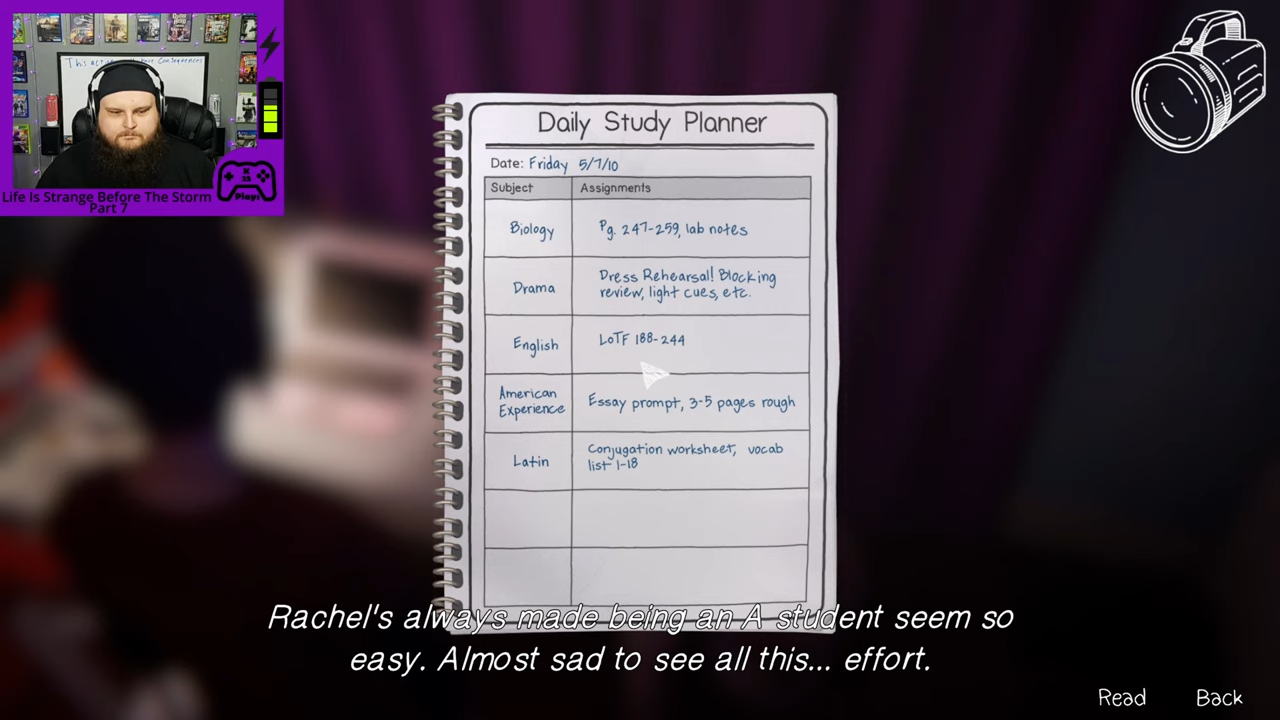 This act
Have Consequences
K
Plays
Life Is Strange Before The Storm
Part 7
Daily Study Planner
Date: Friday 5/7/10
Subject Assignments
Biology Pg. 247-259, lab notes
Drama Dress Rehearsal! Blocking
review, light cues, etc.
English LoTF 188-244
American
Experience Essay prompt, 3-5 pages rough
Latin Conjugation worksheet, vocab
list 1-18
Rachel's always made being an A student seem so
easy. Almost sad to see all this... effort.
Read Back